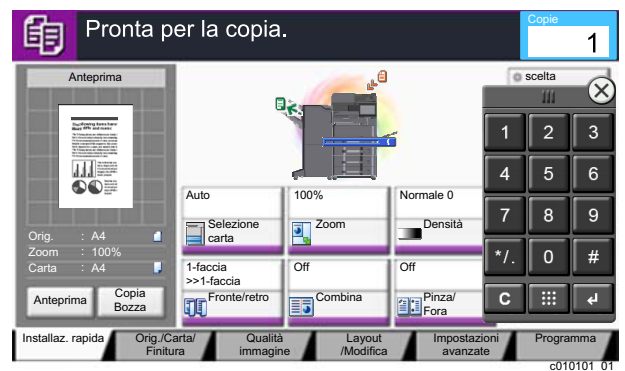 Pronta per la copia.
Copie
1
Anteprima
scelta
1 2 3
4 5 6
7 8 9
*/. 0 #
C
Auto
Selezione
carta
100%
Zoom
Normale 0
Densità
Orig. : A4
Zoom : 100%
Carta : A4
1-faccia
>>1-faccia
Fronte/retro
Off
Combina
Off
Pinza/
Fora
Anteprima
Copia
Bozza
Installaz. rapida
Orig./Carta/
Finitura
Qualità
immagine
Layout
/Modifica
Impostazioni
avanzate
Programma
c010101_01